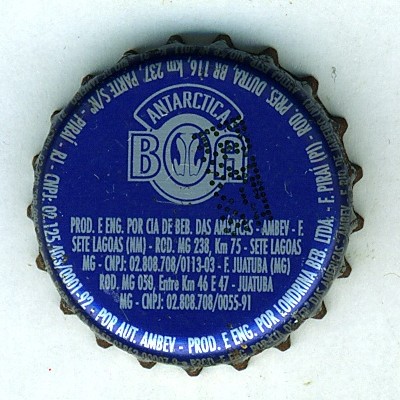 ANTARCTICA
BOA
PROD. E ENG. POR CIA DE BEB. DAS AMÉRICAS - AMBEV - F.
SETE LAGOAS (NM) - ROD. MG 238, Km 75 - SETE LAGOAS
MG - CNPJ: 02.808.708/0113-03 - F. JUATUBA (MG)
ROD. MG 050, Entre Km 46 E 47 - JUATUBA
MG - CNPJ: 02.808.708/0055-91
POR AUT. AMBEV - PROD. E ENG. POR LONDRINA BEB. LTDA. - F. PIRAÍ (PI) - ROD. PRES. DUTRA, BR 116, km 237, PARTE S/Nº - PIRAÍ - RJ - CNPJ: 02.125.403/0001-92 -